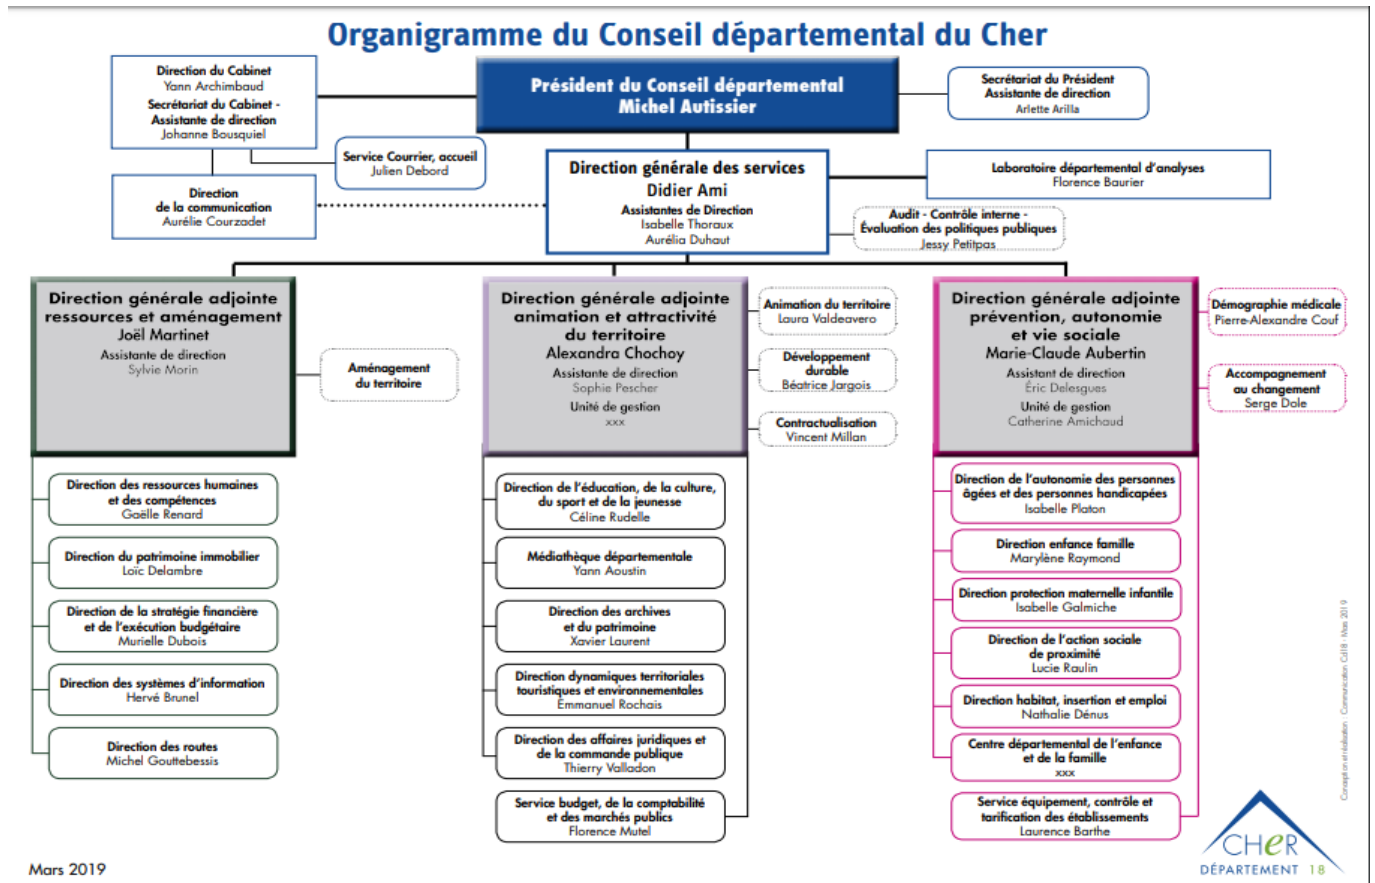 Organigramme du Conseil départemental du Cher
Direction du Cabinet
Yann Archimbaud
Secrétariat du Cabinet -
Assistante de direction
Johanne Bousquiel
Président du Conseil départemental
Michel Autissier
Secrétariat du Président
Assistante de direction
Arlette Arilla
Service Courrier, accueil
Julien Debord
Direction
de la communication
Aurélie Courzadet
Direction générale des services
Didier Ami
Assistantes de Direction
Isabelle Thoraux
Aurélia Duhaut
Laboratoire départemental d'analyses
Florence Baurier
Audit - Contrôle interne -
Évaluation des politiques publiques
Jessy Petitpas
Direction générale adjointe
ressources et aménagement
Joël Martinet
Assistante de direction
Sylvie Morin
Aménagement
du territoire
Direction des ressources humaines
et des compétences
Gaëlle Renard
Direction du patrimoine immobilier
Loïc Delambre
Direction de la stratégie financière
et de l'exécution budgétaire
Murielle Dubois
Direction des systèmes d'information
Hervé Brunel
Direction des routes
Michel Gouttebessis
Direction générale adjointe
animation et attractivité
du territoire
Alexandra Chochoy
Assistante de direction
Sophie Pescher
Unité de gestion
xxx
Animation du territoire
Laura Valdeavero
Développement
durable
Béatrice Jargois
Contractualisation
Vincent Millan
Direction de l'éducation, de la culture,
du sport et de la jeunesse
Céline Rudelle
Médiathèque départementale
Yann Aoustin
Direction des archives
et du patrimoine
Xavier Laurent
Direction dynamiques territoriales
touristiques et environnementales
Emmanuel Rochais
Direction des affaires juridiques et
de la commande publique
Thierry Valladon
Service budget, de la comptabilité
et des marchés publics
Florence Mutel
Direction générale adjointe
prévention, autonomie
et vie sociale
Marie-Claude Aubertin
Assistant de direction
Éric Delesgues
Unité de gestion
Catherine Amichaud
Démographie médicale
Pierre-Alexandre Couf
Accompagnement
au changement
Serge Dole
Direction de l'autonomie des personnes
âgées et des personnes handicapées
Isabelle Platon
Direction enfance famille
Marylène Raymond
Direction protection maternelle infantile
Isabelle Galmiche
Direction de l'action sociale
de proximité
Lucie Raulin
Direction habitat, insertion et emploi
Nathalie Dénus
Centre départemental de l'enfance
et de la famille
xxx
Service équipement, contrôle et
tarification des établissements
Laurence Barthe
Conception et réalisation : Communication Cd18 - Mars 2019
CHeR
DÉPARTEMENT 18
Mars 2019